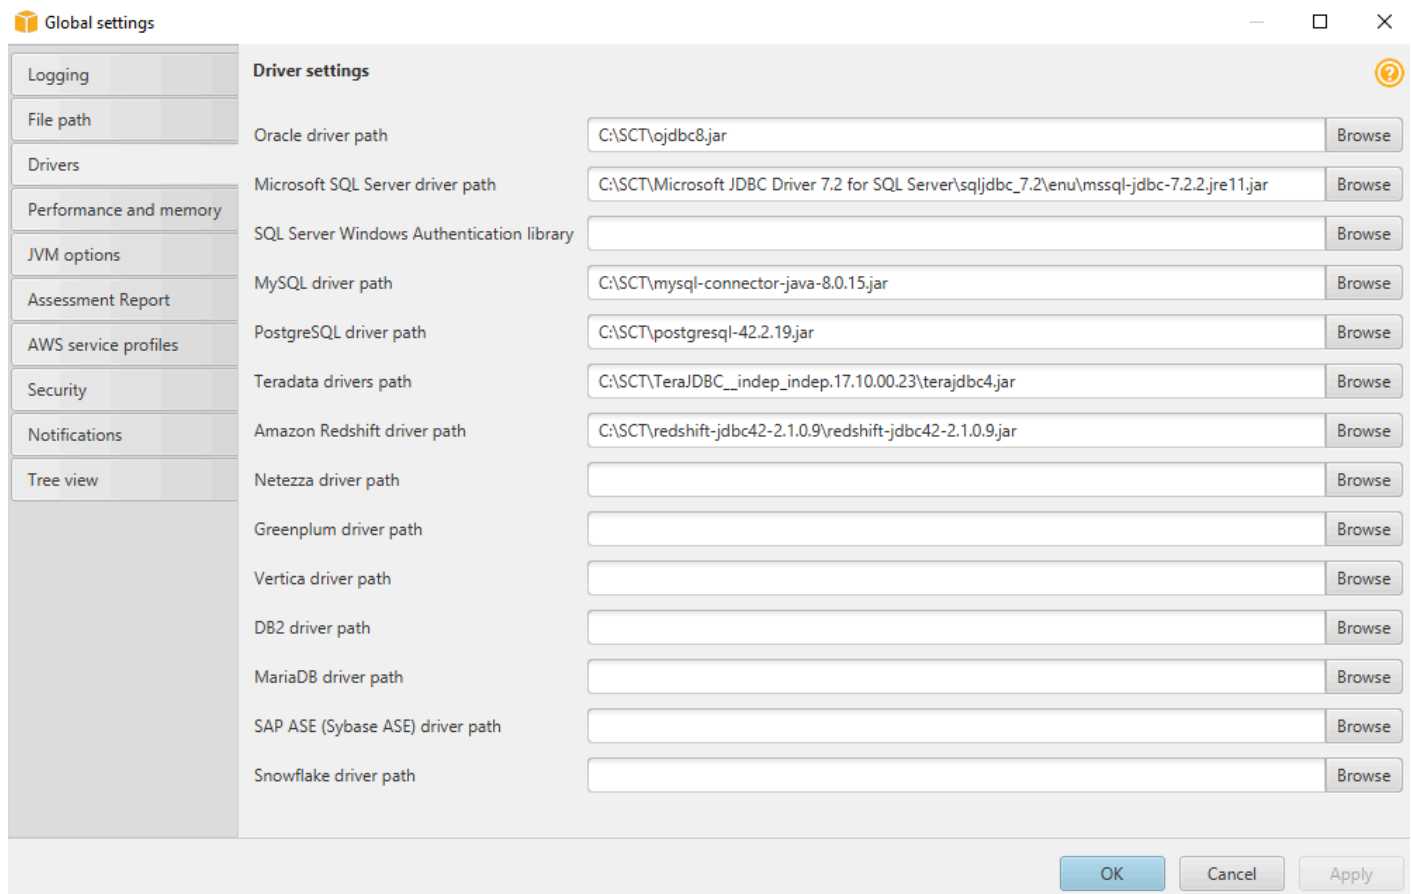 Global settings
Logging
File path
Drivers
Performance and memory
JVM options
Assessment Report
AWS service profiles
Security
Notifications
Tree view
Driver settings
Oracle driver path C:\SCT\ojdbc8.jar Browse
Microsoft SQL Server driver path C:\SCT\Microsoft JDBC Driver 7.2 for SQL Server\sqljdbc_7.2\enu\mssql-jdbc-7.2.2.jre11.jar Browse
SQL Server Windows Authentication library Browse
MySQL driver path C:\SCT\mysql-connector-java-8.0.15.jar Browse
PostgreSQL driver path C:\SCT\postgresql-42.2.19.jar Browse
Teradata drivers path C:\SCT\TeraJDBC__indep_indep.17.10.00.23\terajdbc4.jar Browse
Amazon Redshift driver path C:\SCT\redshift-jdbc42-2.1.0.9\redshift-jdbc42-2.1.0.9.jar Browse
Netezza driver path Browse
Greenplum driver path Browse
Vertica driver path Browse
DB2 driver path Browse
MariaDB driver path Browse
SAP ASE (Sybase ASE) driver path Browse
Snowflake driver path Browse
OK Cancel Apply